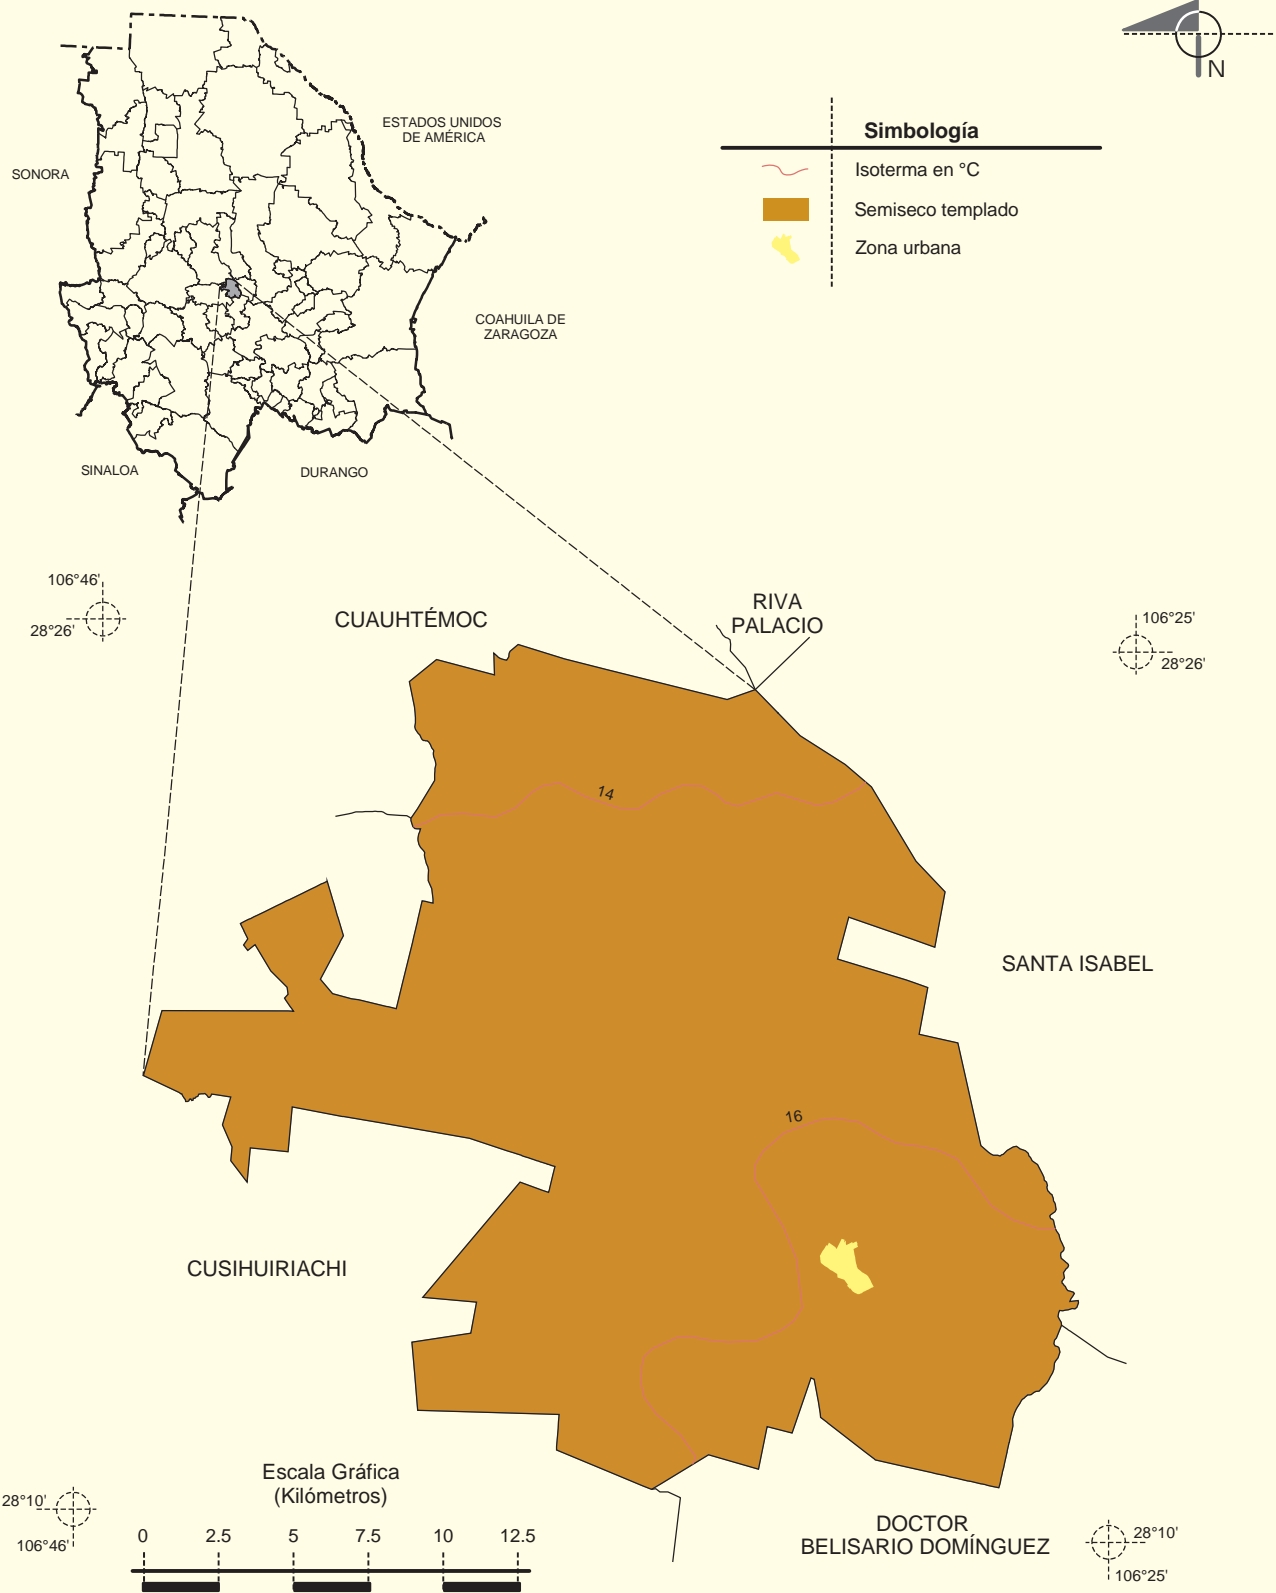 N
ESTADOS UNIDOS
DE AMÉRICA
SONORA
COAHUILA DE
ZARAGOZA
SINALOA
DURANGO
Simbología
Isoterma en °C
Semiseco templado
Zona urbana
106°46'
28°26'
CUAUHTÉMOC
RIVA
PALACIO
106°25'
28°26'
14
SANTA ISABEL
16
CUSIHUIRIACHI
Escala Gráfica
(Kilómetros)
0 2.5 5 7.5 10 12.5
28°10'
106°46'
DOCTOR
BELISARIO DOMÍNGUEZ
28°10'
106°25'